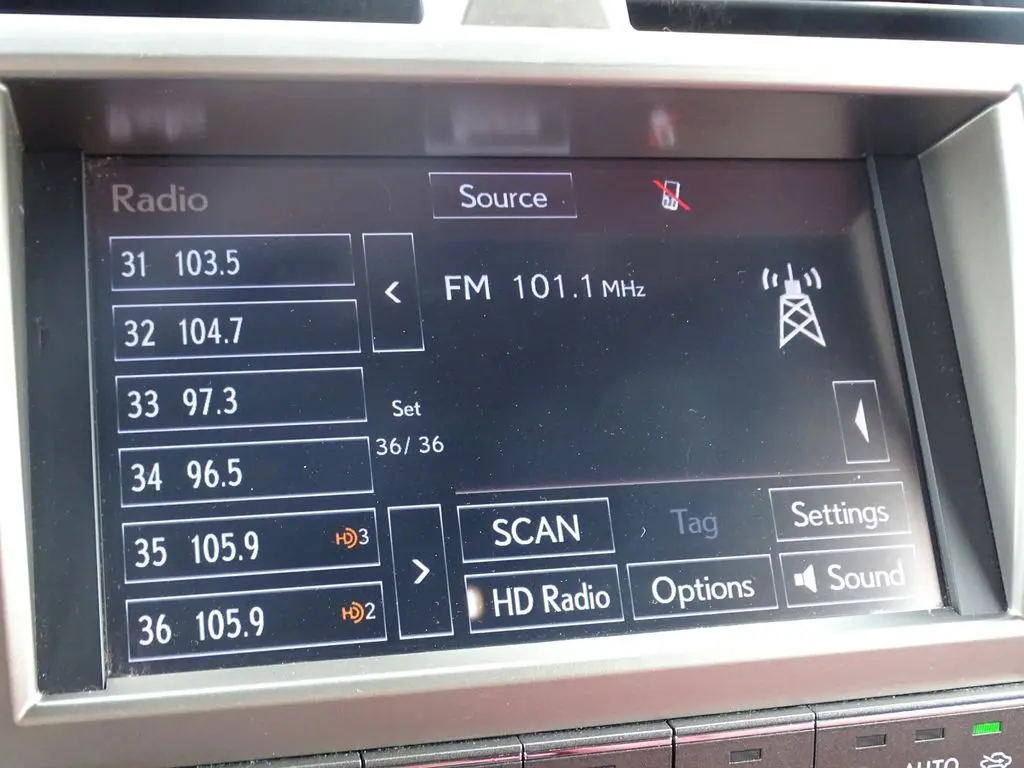 Radio
Source
31 103.5
32 104.7
33 97.3
34 96.5
35 105.9 HD3
36 105.9 HD2
<
Set
36/ 36
>
FM 101.1 MHz
SCAN
Tag
Settings
HD Radio
Options
Sound
AUTO